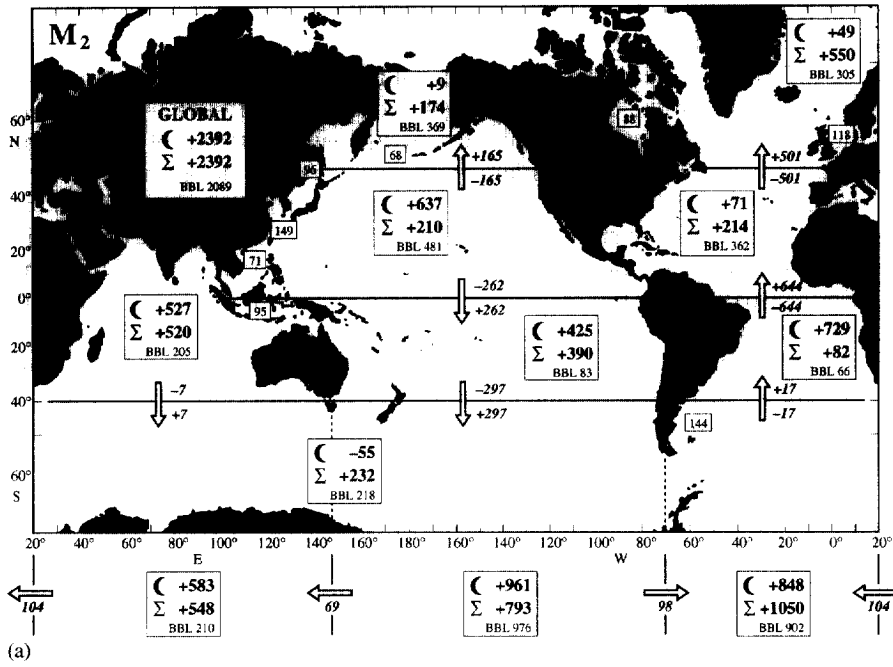 M2
☾ +49
Σ +550
BBL 305
☾ +9
Σ +174
BBL 369
GLOBAL
☾ +2392
Σ +2392
BBL 2089
88
118
60°
N
68
96
+165
−165
+501
−501
40°
☾ +637
Σ +210
BBL 481
☾ +71
Σ +214
BBL 362
149
20°
71
0°
−262
+262
+644
−644
95
☾ +527
Σ +520
BBL 205
☾ +425
Σ +390
BBL 83
☾ +729
Σ +82
BBL 66
20°
−7
+7
−297
+297
+17
−17
40°
144
☾ −55
Σ +232
BBL 218
60°
S
20° 40° 60° 80° 100° 120° 140° 160° 180° 160° 140° 120° 100° 80° 60° 40° 20° 0° 20°
E W
104
☾ +583
Σ +548
BBL 210
69
☾ +961
Σ +793
BBL 976
98
☾ +848
Σ +1050
BBL 902
104
(a)